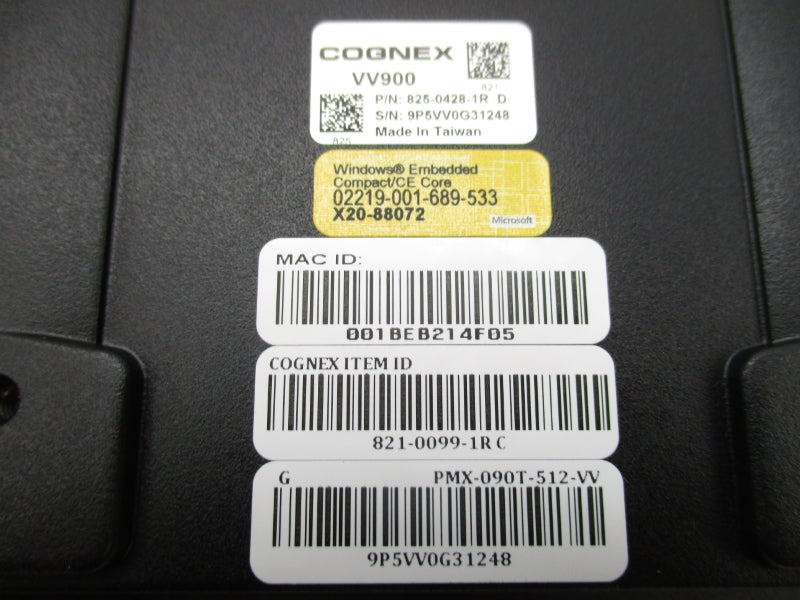 COGNEX
VV900
821
P/N: 825-0428-1R D
S/N: 9P5VV0G31248
Made In Taiwan
825
Windows® Embedded
Compact/CE Core
02219-001-689-533
X20-88072
Microsoft
MAC ID:
001BEB214F05
COGNEX ITEM ID
821-0099-1R C
G PMX-090T-512-VV
9P5VV0G31248